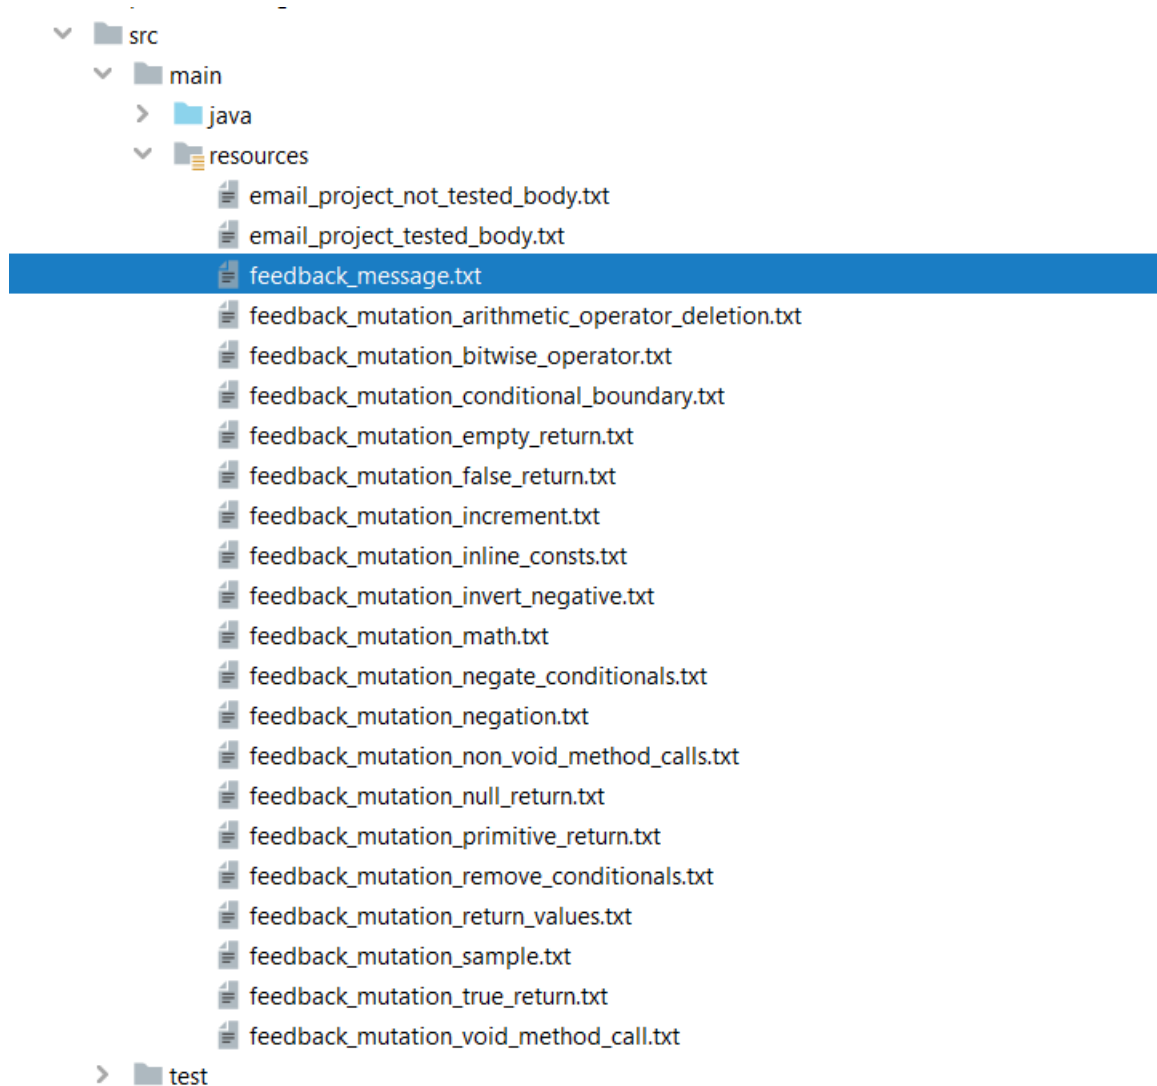 src
main
java
resources
email_project_not_tested_body.txt
email_project_tested_body.txt
feedback_message.txt
feedback_mutation_arithmetic_operator_deletion.txt
feedback_mutation_bitwise_operator.txt
feedback_mutation_conditional_boundary.txt
feedback_mutation_empty_return.txt
feedback_mutation_false_return.txt
feedback_mutation_increment.txt
feedback_mutation_inline_consts.txt
feedback_mutation_invert_negative.txt
feedback_mutation_math.txt
feedback_mutation_negate_conditionals.txt
feedback_mutation_negation.txt
feedback_mutation_non_void_method_calls.txt
feedback_mutation_null_return.txt
feedback_mutation_primitive_return.txt
feedback_mutation_remove_conditionals.txt
feedback_mutation_return_values.txt
feedback_mutation_sample.txt
feedback_mutation_true_return.txt
feedback_mutation_void_method_call.txt
test